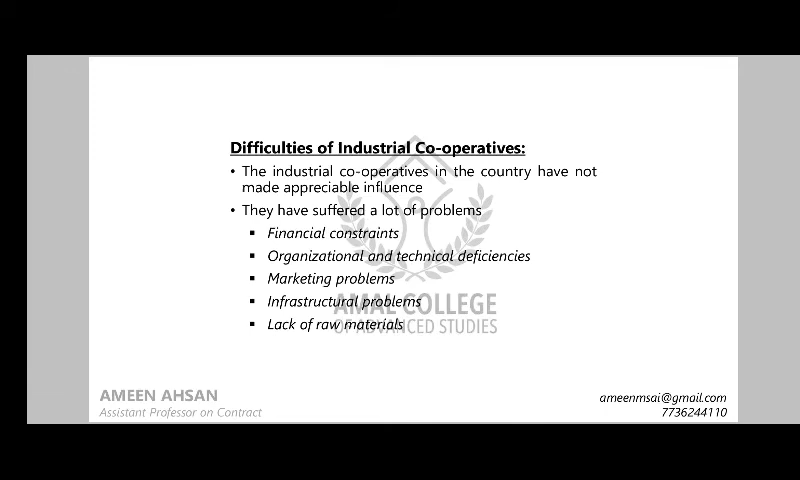 Difficulties of Industrial Co-operatives:
• The industrial co-operatives in the country have not
made appreciable influence
• They have suffered a lot of problems
▪ Financial constraints
▪ Organizational and technical deficiencies
▪ Marketing problems
▪ Infrastructural problems
▪ Lack of raw materials
AMAL COLLEGE
OF ADVANCED STUDIES
AMEEN AHSAN
Assistant Professor on Contract
ameenmsai@gmail.com
7736244110